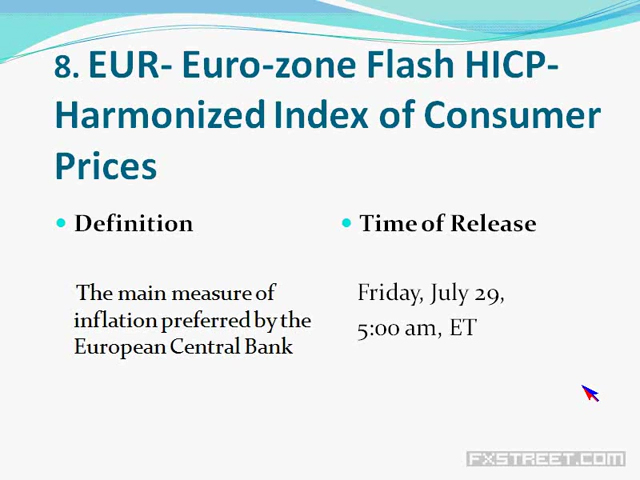 8. EUR- Euro-zone Flash HICP-
Harmonized Index of Consumer
Prices
Definition
Time of Release
The main measure of
inflation preferred by the
European Central Bank
Friday, July 29,
5:00 am, ET
FXSTREET.COM